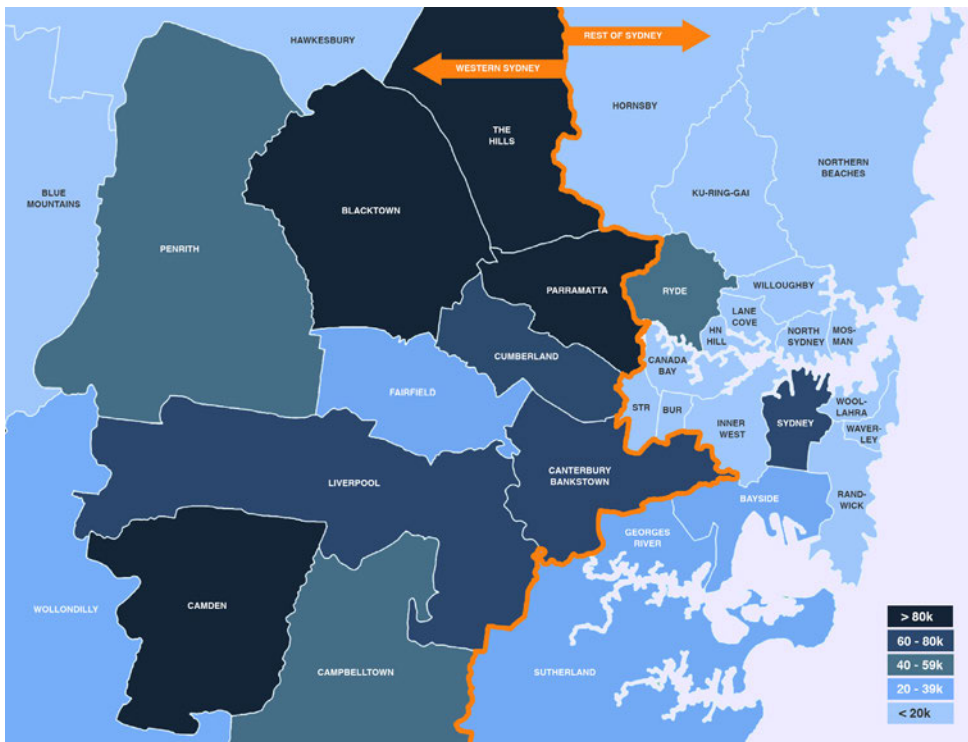 HAWKESBURY
REST OF SYDNEY
WESTERN SYDNEY
HORNSBY
THE
HILLS
NORTHERN
BEACHES
BLUE
MOUNTAINS
KU-RING-GAI
BLACKTOWN
PENRITH
PARRAMATTA
RYDE
WILLOUGHBY
LANE
COVE
HN
HILL
NORTH
SYDNEY
MOS-
MAN
CUMBERLAND
CANADA
BAY
FAIRFIELD
STR
BUR
INNER
WEST
SYDNEY
WOOL-
LAHRA
WAVER-
LEY
LIVERPOOL
CANTERBURY
BANKSTOWN
BAYSIDE
RAND-
WICK
GEORGES
RIVER
WOLLONDILLY
CAMDEN
CAMPBELLTOWN
SUTHERLAND
> 80k
60 - 80k
40 - 59k
20 - 39k
< 20k